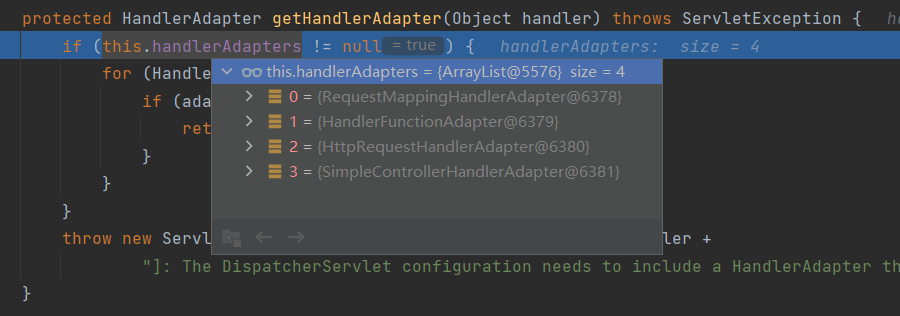 protected HandlerAdapter getHandlerAdapter(Object handler) throws ServletException {
if (this.handlerAdapters != null = true ) { handlerAdapters: size = 4
for (Handle
this.handlerAdapters = {ArrayList@5576} size = 4
0 = {RequestMappingHandlerAdapter@6378}
if (ada
1 = {HandlerFunctionAdapter@6379}
ret
2 = {HttpRequestHandlerAdapter@6380}
}
3 = {SimpleControllerHandlerAdapter@6381}
}
}
throw new Servl ler +
"]: The DispatcherServlet configuration needs to include a HandlerAdapter th
}